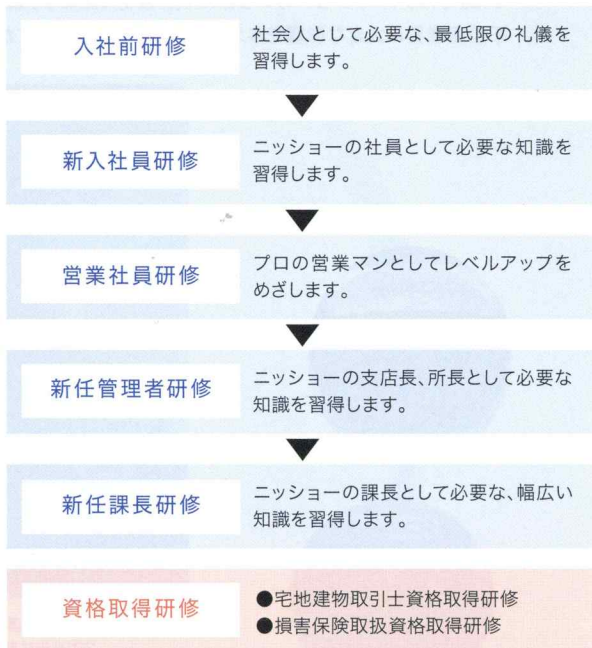 入社前研修
社会人として必要な、最低限の礼儀を
習得します。
新入社員研修
ニッショーの社員として必要な知識を
習得します。
営業社員研修
プロの営業マンとしてレベルアップを
めざします。
新任管理者研修
ニッショーの支店長、所長として必要な
知識を習得します。
新任課長研修
ニッショーの課長として必要な、幅広い
知識を習得します。
資格取得研修
●宅地建物取引士資格取得研修
●損害保険取扱資格取得研修